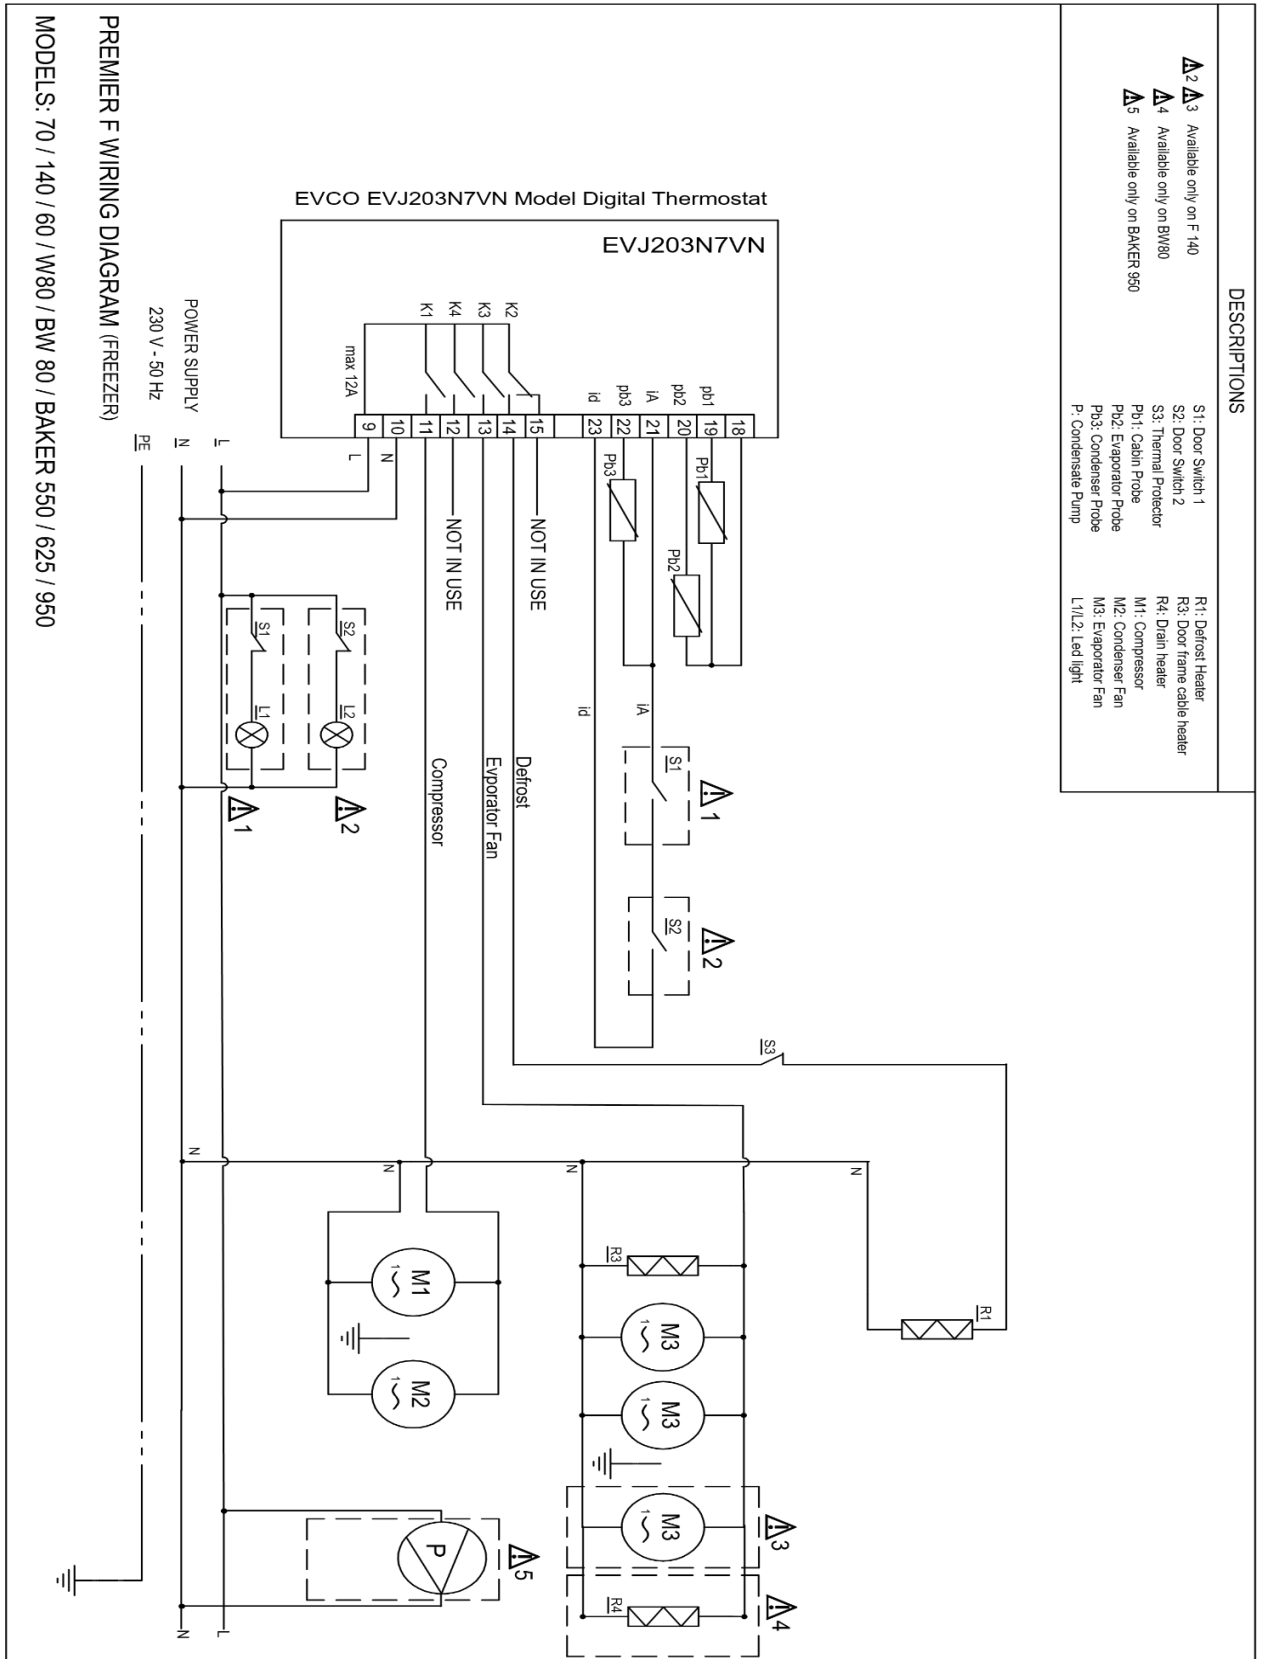 DESCRIPTIONS
2 3 Available only on F 140
4 Available only on BW80
5 Available only on BAKER 950
S1: Door Switch 1
S2: Door Switch 2
S3: Thermal Protector
Pb1: Cabin Probe
Pb2: Evaporator Probe
Pb3: Condenser Probe
P: Condensate Pump
R1: Defrost Heater
R3: Door frame cable heater
R4: Drain heater
M1: Compressor
M2: Condenser Fan
M3: Evaporator Fan
L1/L2: Led light
EVCO EVJ203N7VN Model Digital Thermostat
EVJ203N7VN
K1
K4
K3
K2
max 12A
id
pb3
iA
pb2
pb1
9
10
11
12
13
14
15
23
22
21
20
19
18
L
N
NOT IN USE
NOT IN USE
Pb3
Pb1
Pb2
id
iA
S1
1
S2
2
S3
Defrost
Evporator Fan
Compressor
S1
L1
1
S2
L2
2
POWER SUPPLY
230 V - 50 Hz
L
N
PE
N
N
N
N
R1
R3
M3
1
M3
1
M3
1
3
R4
4
M1
1
M2
1
P
5
L
N
PREMIER F WIRING DIAGRAM (FREEZER)
MODELS: 70 / 140 / 60 / W80 / BW 80 / BAKER 550 / 625 / 950